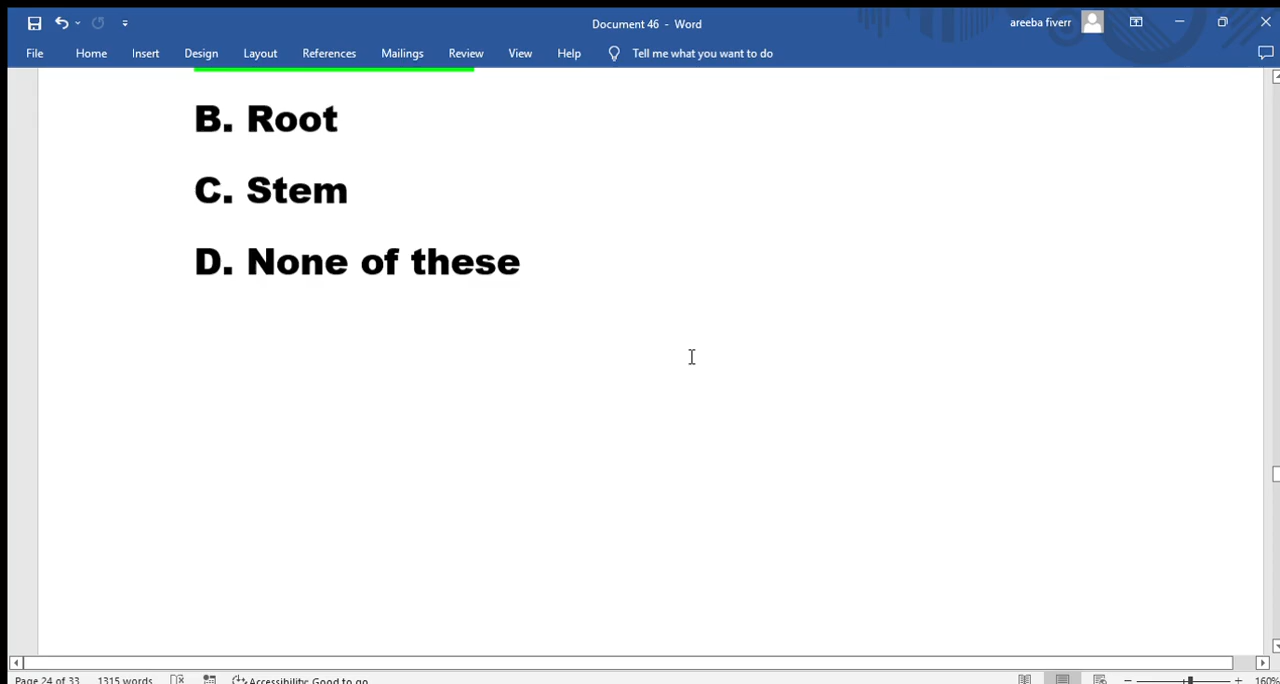 Document 46 - Word
areeba fiverr
File Home Insert Design Layout References Mailings Review View Help Tell me what you want to do
B. Root
C. Stem
D. None of these
Page 24 of 33 1315 words Accessibility: Good to go 160%